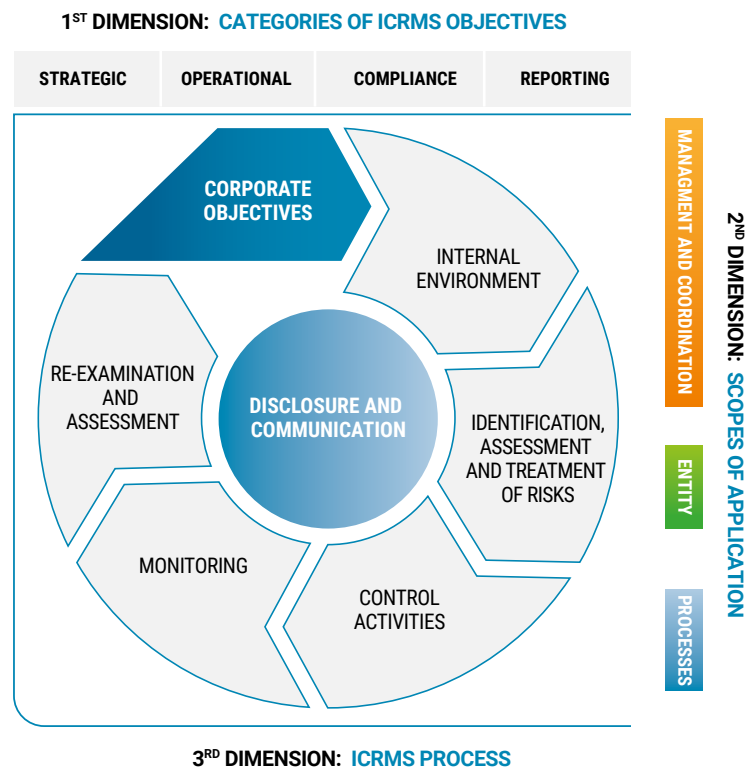 1ST DIMENSION: CATEGORIES OF ICRMS OBJECTIVES
STRATEGIC
OPERATIONAL
COMPLIANCE
REPORTING
CORPORATE
OBJECTIVES
INTERNAL
ENVIRONMENT
IDENTIFICATION,
ASSESSMENT
AND TREATMENT
OF RISKS
CONTROL
ACTIVITIES
MONITORING
RE-EXAMINATION
AND
ASSESSMENT
DISCLOSURE AND
COMMUNICATION
MANAGMENT AND COORDINATION
ENTITY
PROCESSES
2ND DIMENSION: SCOPES OF APPLICATION
3RD DIMENSION: ICRMS PROCESS